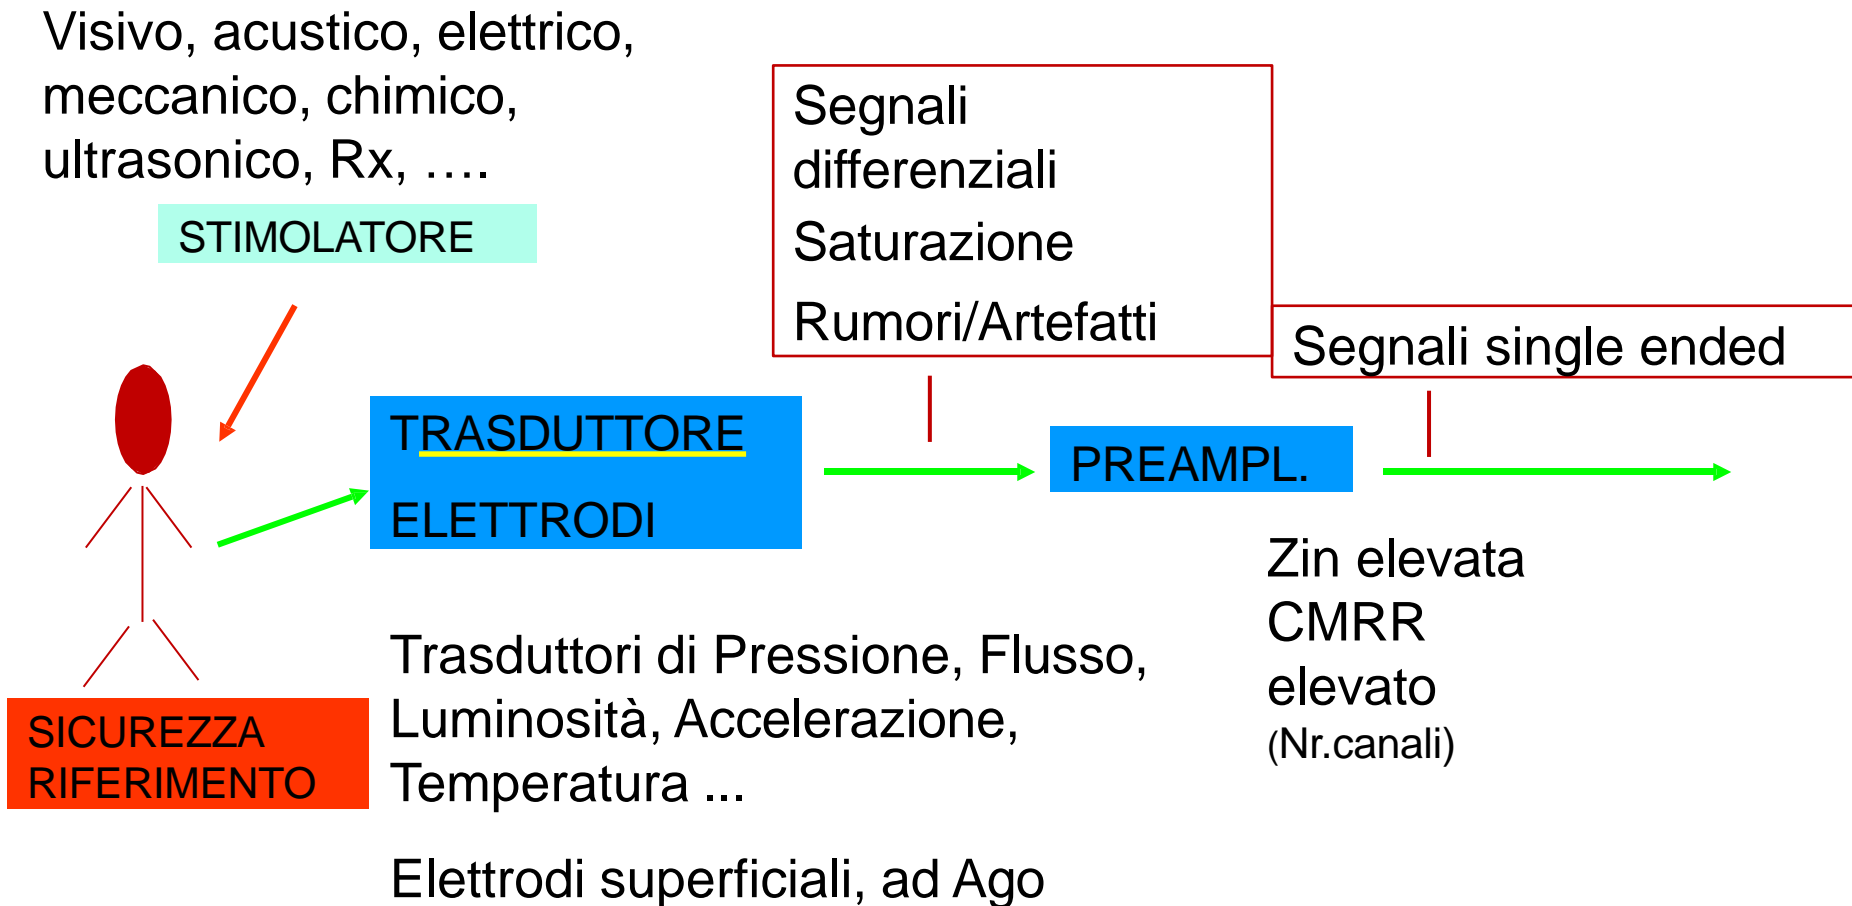 Visivo, acustico, elettrico,
meccanico, chimico,
ultrasonico, Rx, ....
STIMOLATORE
Segnali
differenziali
Saturazione
Rumori/Artefatti
Segnali single ended
TRASDUTTORE
ELETTRODI
PREAMPL.
Zin elevata
CMRR
elevato
(Nr.canali)
SICUREZZA
RIFERIMENTO
Trasduttori di Pressione, Flusso,
Luminosità, Accelerazione,
Temperatura ...
Elettrodi superficiali, ad Ago